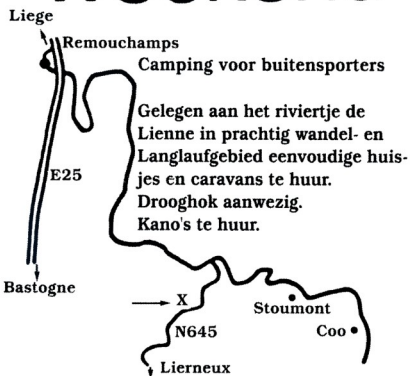 Liege
Remouchamps
Camping voor buitensporters
Gelegen aan het riviertje de
Lienne in prachtig wandel- en
Langlaufgebied eenvoudige huis-
jes en caravans te huur.
Drooghok aanwezig.
Kano's te huur.
E25
Bastogne
X
Stoumont
N645
Coo
Lierneux